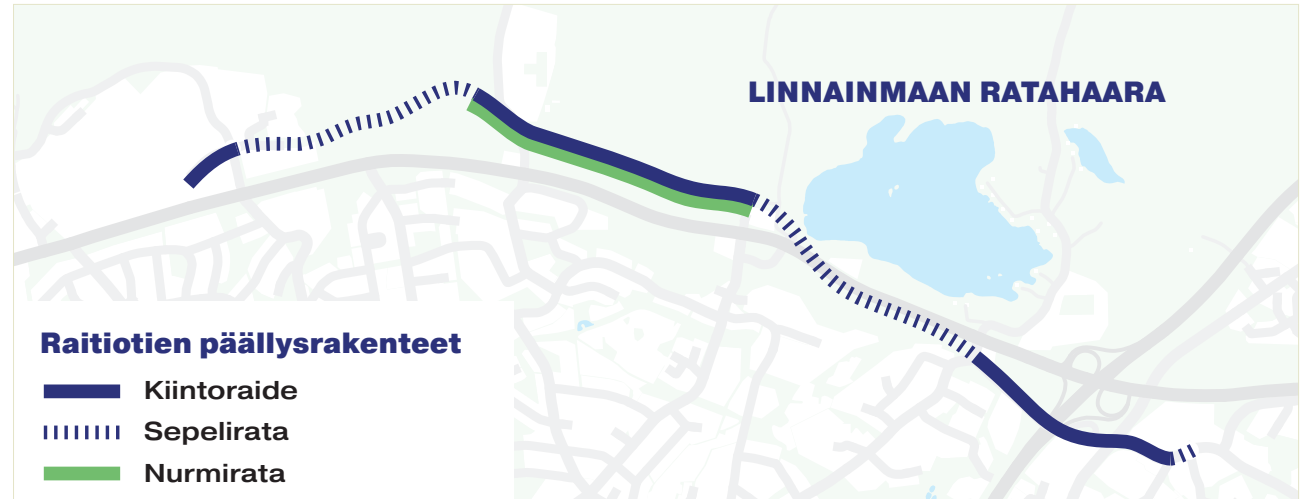 LINNAINMAAN RATAHAARA
Raitiotien päällysrakenteet
Kiintoraide
Sepelirata
Nurmirata